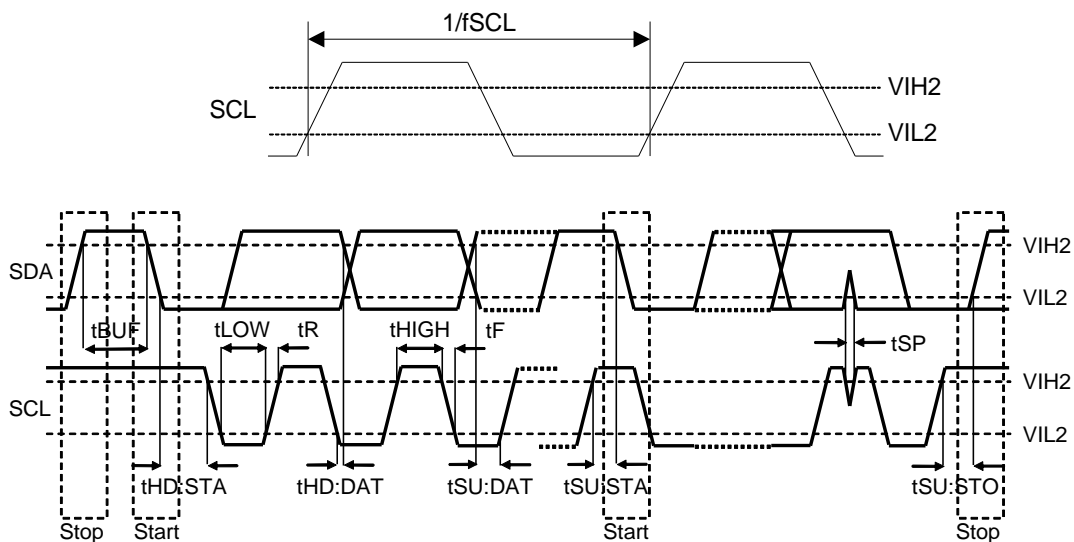 1/fSCL
VIH2
SCL
VIL2
VIH2
SDA
VIL2
tBUF tLOW tR tHIGH tF tSP
VIH2
SCL
VIL2
tHD:STA tHD:DAT tSU:DAT tSU:STA tSU:STO
Stop Start Start Stop